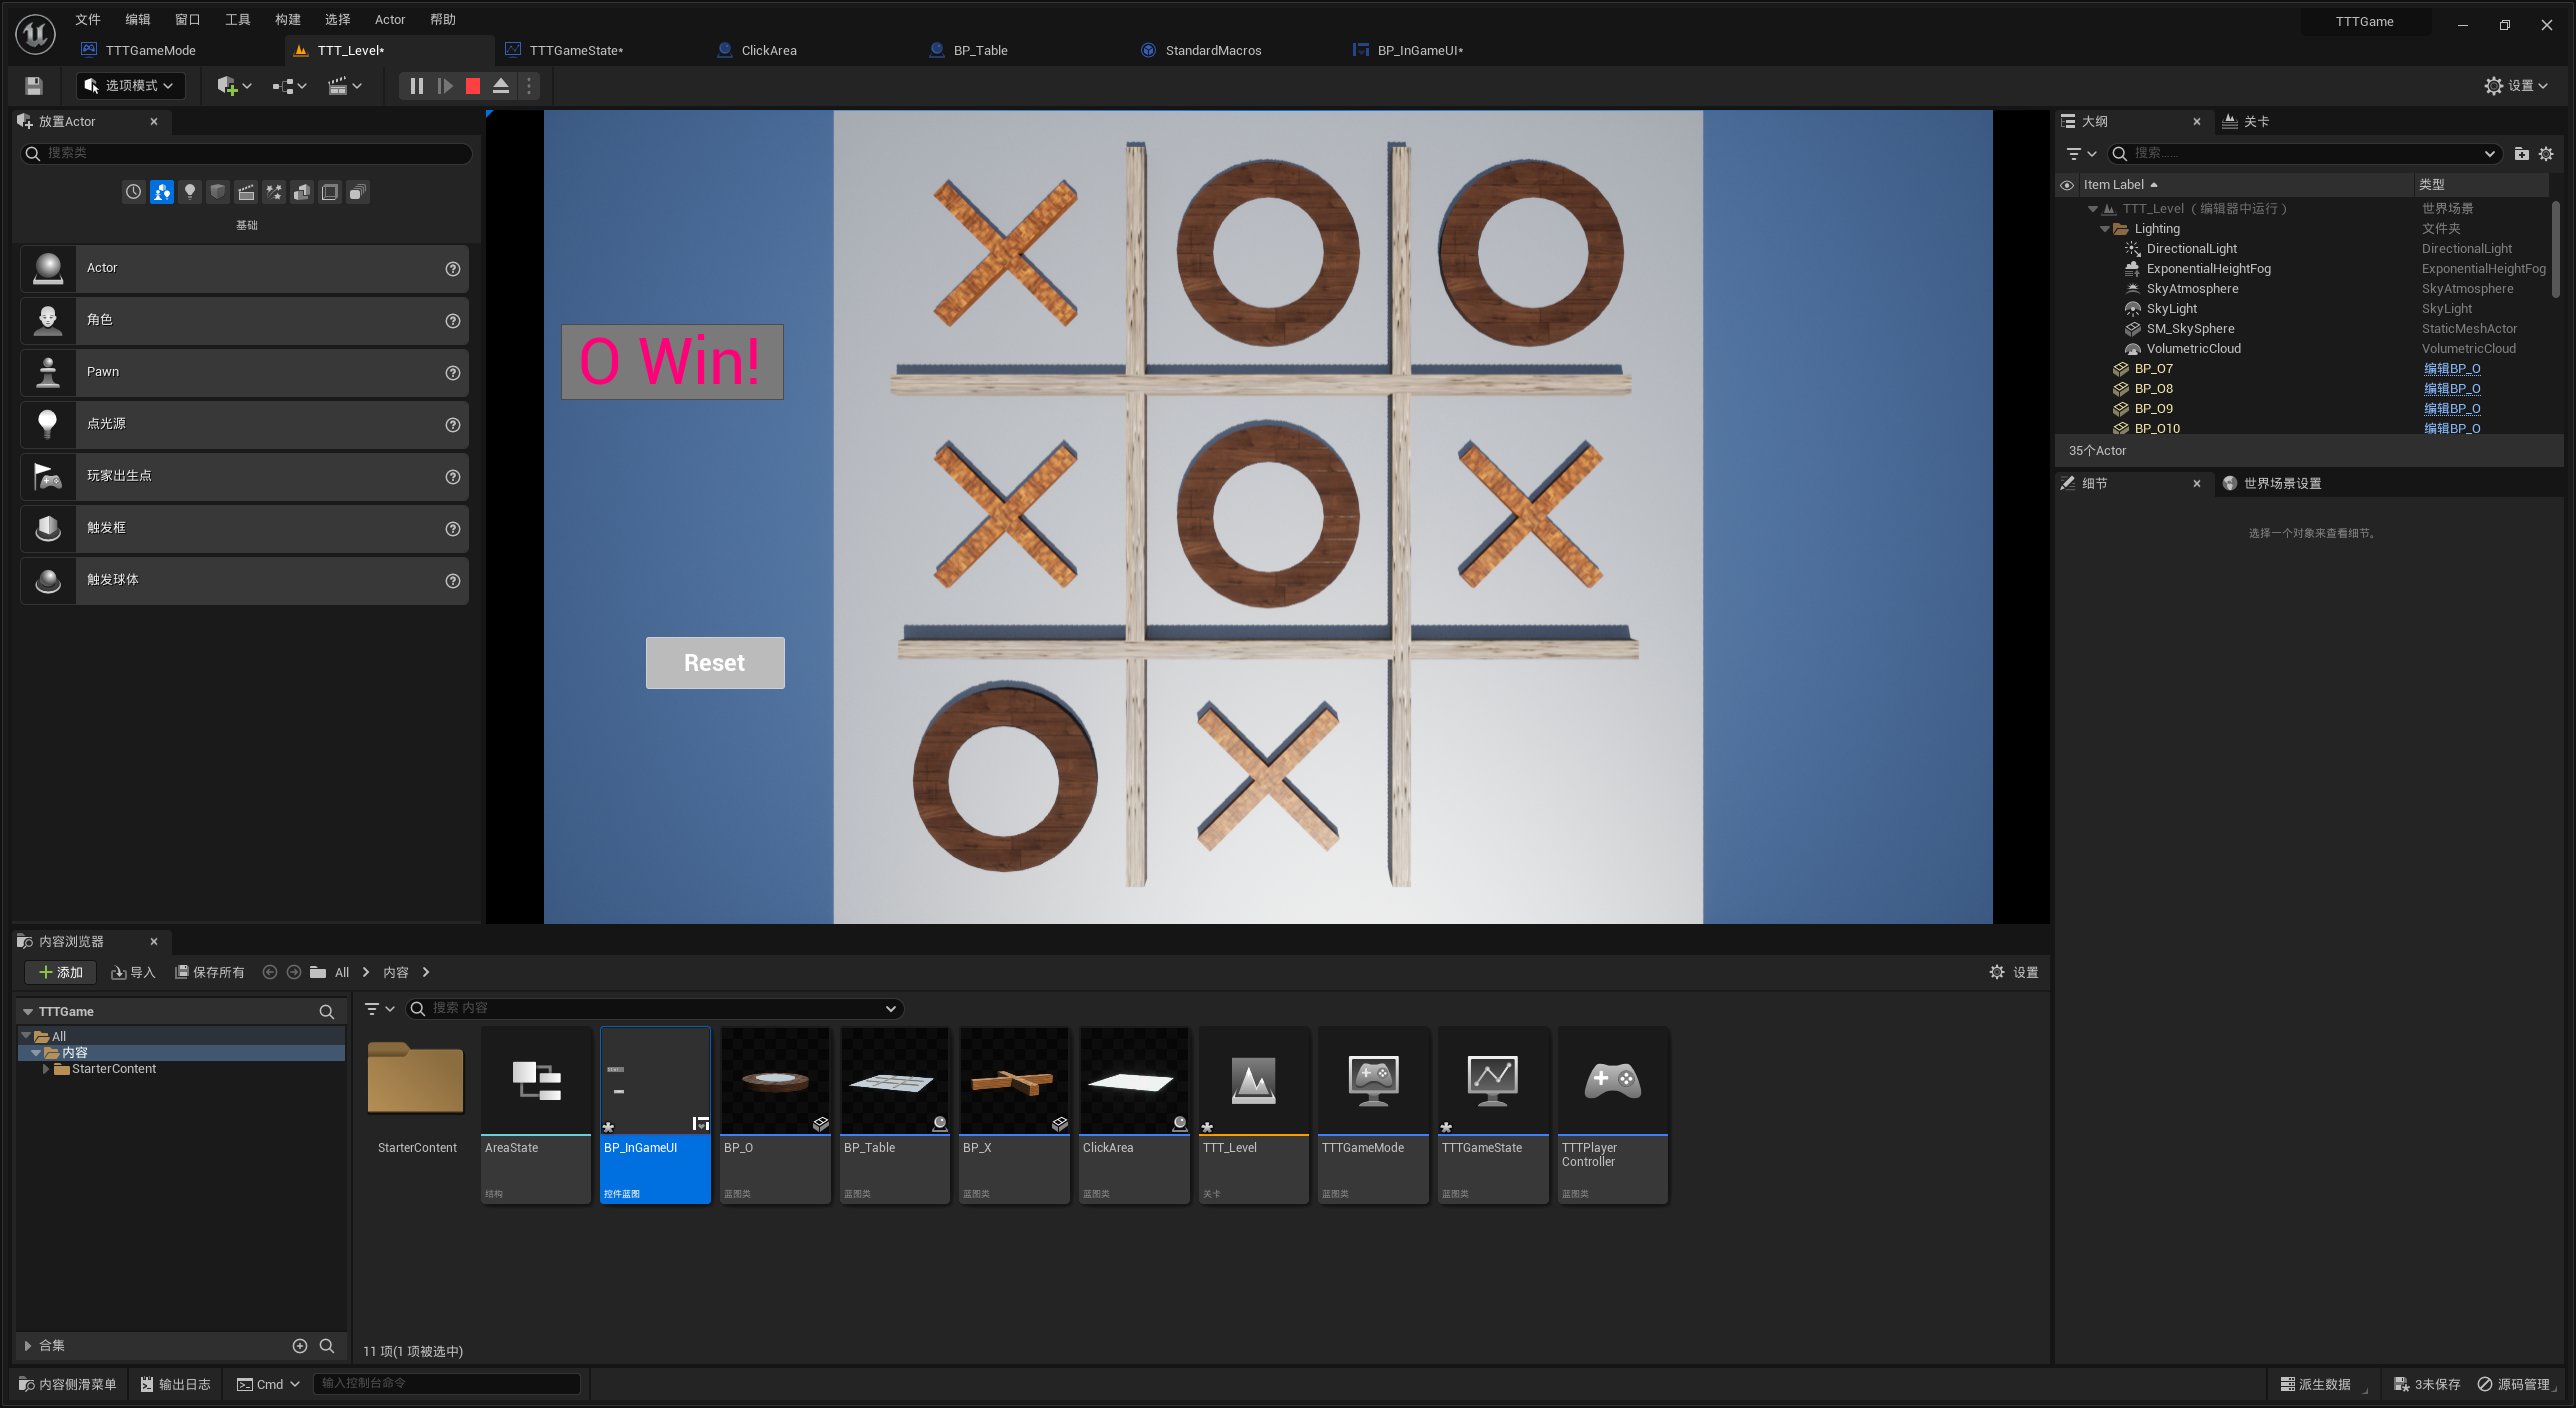 文件 编辑 窗口 工具 构建 选择 Actor 帮助
TTTGame
TTTGameMode TTT_Level* TTTGameState* ClickArea BP_Table StandardMacros BP_InGameUI*
选项模式
设置
放置Actor
搜索类
基础
Actor
角色
Pawn
点光源
玩家出生点
触发框
触发球体
O Win!
Reset
大纲 关卡
搜索......
Item Label 类型
TTT_Level（编辑器中运行） 世界场景
Lighting 文件夹
DirectionalLight DirectionalLight
ExponentialHeightFog ExponentialHeightFog
SkyAtmosphere SkyAtmosphere
SkyLight SkyLight
SM_SkySphere StaticMeshActor
VolumetricCloud VolumetricCloud
BP_O7 编辑BP_O
BP_O8 编辑BP_O
BP_O9 编辑BP_O
BP_O10 编辑BP_O
35个Actor
细节 世界场景设置
选择一个对象来查看细节。
内容浏览器
添加 导入 保存所有 All 内容
设置
TTTGame
All
内容
StarterContent
合集
搜索 内容
StarterContent
AreaState
结构
BP_InGameUI
控件蓝图
BP_O
蓝图类
BP_Table
蓝图类
BP_X
蓝图类
ClickArea
蓝图类
TTT_Level
关卡
TTTGameMode
蓝图类
TTTGameState
蓝图类
TTTPlayer
Controller
蓝图类
11 项(1 项被选中)
内容侧滑菜单 输出日志 Cmd 输入控制台命令
派生数据 3未保存 源码管理